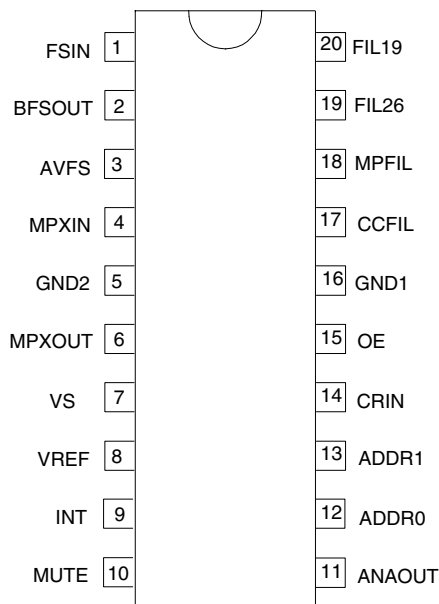 FSIN 1 20 FIL19
BFSOUT 2 19 FIL26
AVFS 3 18 MPFIL
MPXIN 4 17 CCFIL
GND2 5 16 GND1
MPXOUT 6 15 OE
VS 7 14 CRIN
VREF 8 13 ADDR1
INT 9 12 ADDR0
MUTE 10 11 ANAOUT